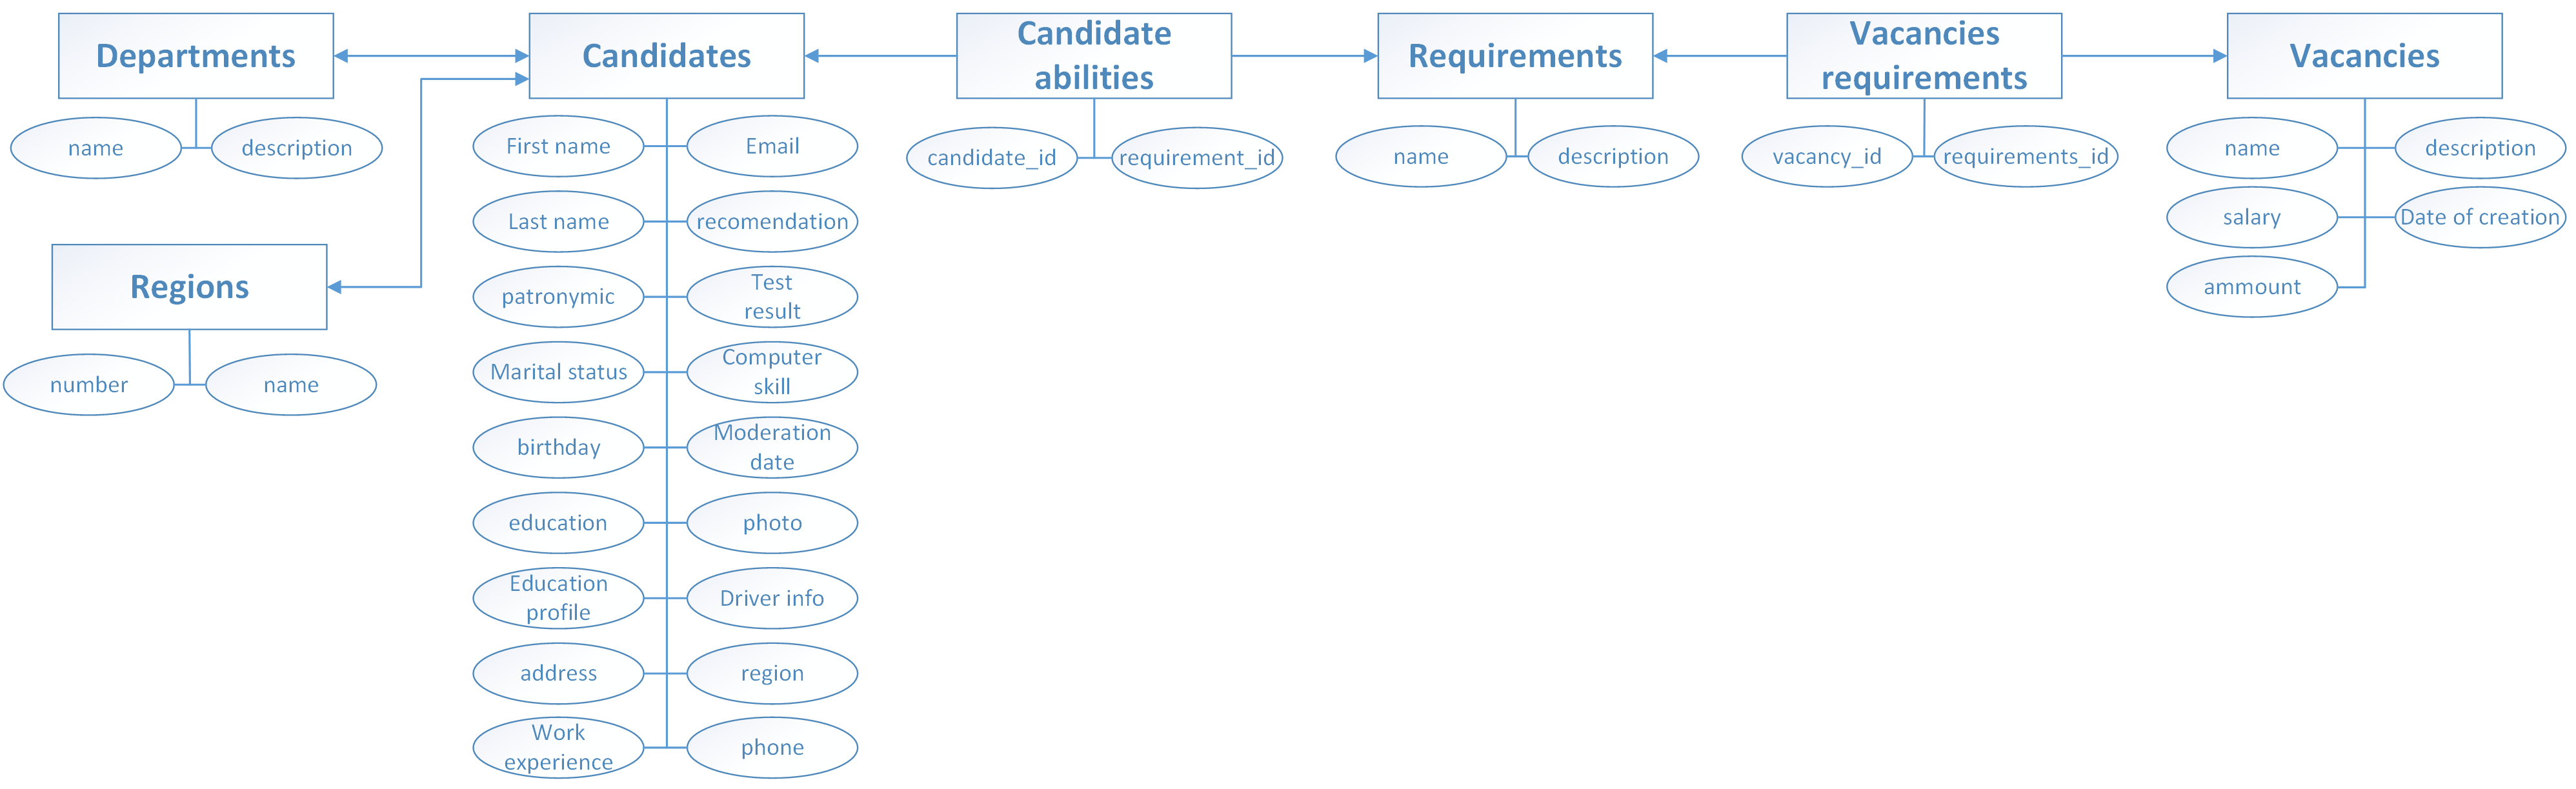 Departments
name
description
Regions
number
name
Candidates
First name
Email
Last name
recomendation
patronymic
Test
result
Marital status
Computer
skill
birthday
Moderation
date
education
photo
Education
profile
Driver info
address
region
Work
experience
phone
Candidate
abilities
candidate_id
requirement_id
Requirements
name
description
Vacancies
requirements
vacancy_id
requirements_id
Vacancies
name
description
salary
Date of creation
ammount